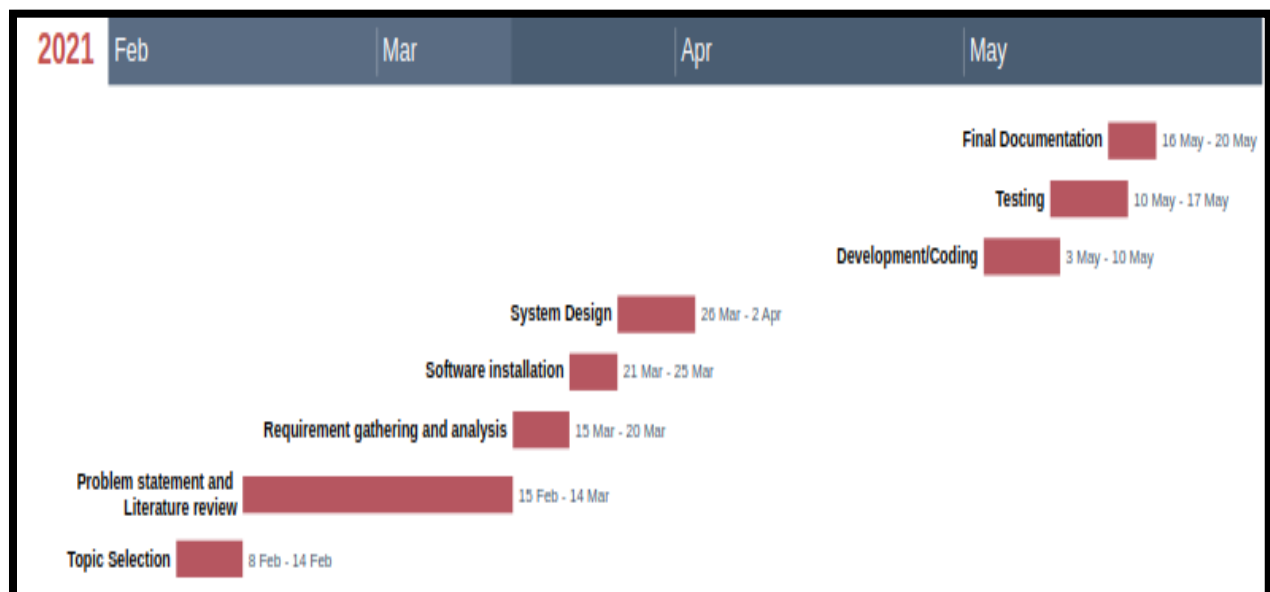 2021 Feb Mar Apr May
Final Documentation 16 May - 20 May
Testing 10 May - 17 May
Development/Coding 3 May - 10 May
System Design 26 Mar - 2 Apr
Software installation 21 Mar - 25 Mar
Requirement gathering and analysis 15 Mar - 20 Mar
Problem statement and
Literature review 15 Feb - 14 Mar
Topic Selection 8 Feb - 14 Feb